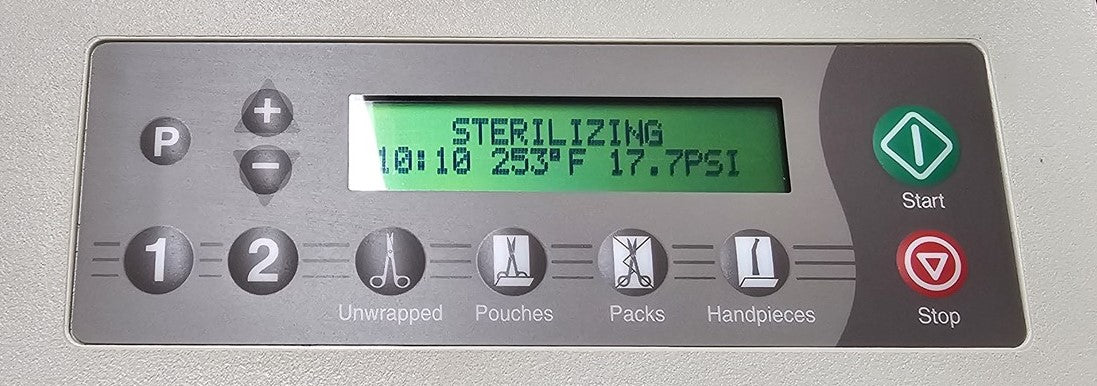 STERILIZING
10:10 253°F 17.7PSI
P
+
−
1
2
Unwrapped
Pouches
Packs
Handpieces
Start
Stop